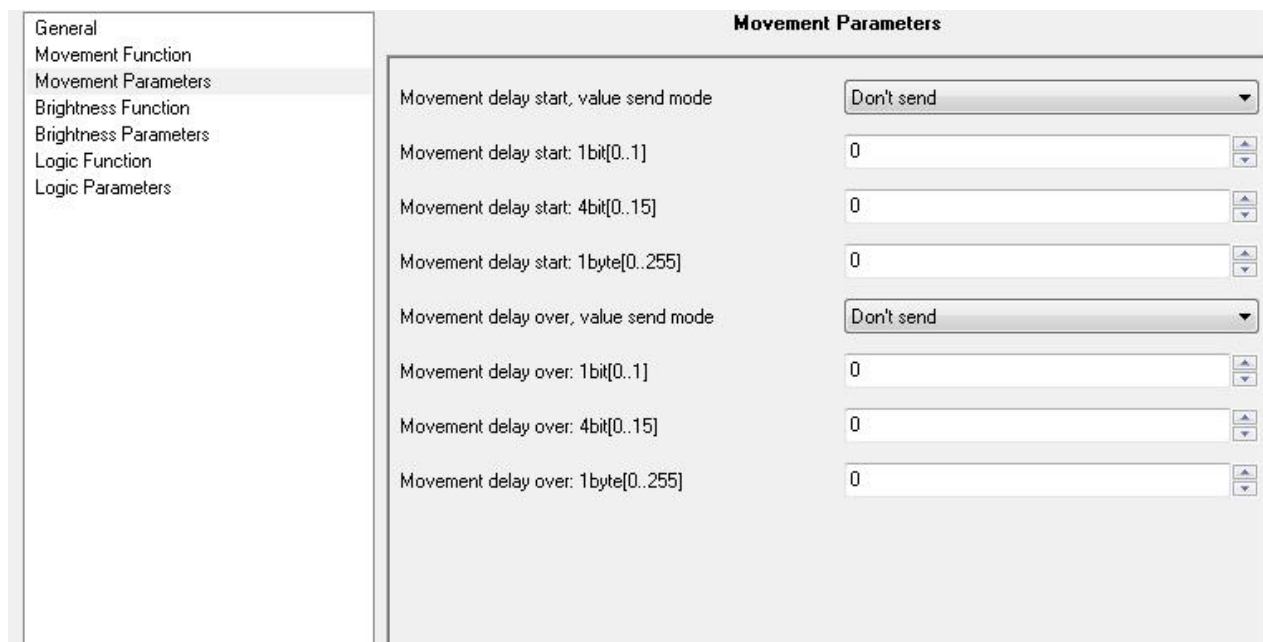 General
Movement Function
Movement Parameters
Brightness Function
Brightness Parameters
Logic Function
Logic Parameters
Movement Parameters
Movement delay start, value send mode Don't send
Movement delay start: 1bit[0..1] 0
Movement delay start: 4bit[0..15] 0
Movement delay start: 1byte[0..255] 0
Movement delay over, value send mode Don't send
Movement delay over: 1bit[0..1] 0
Movement delay over: 4bit[0..15] 0
Movement delay over: 1byte[0..255] 0